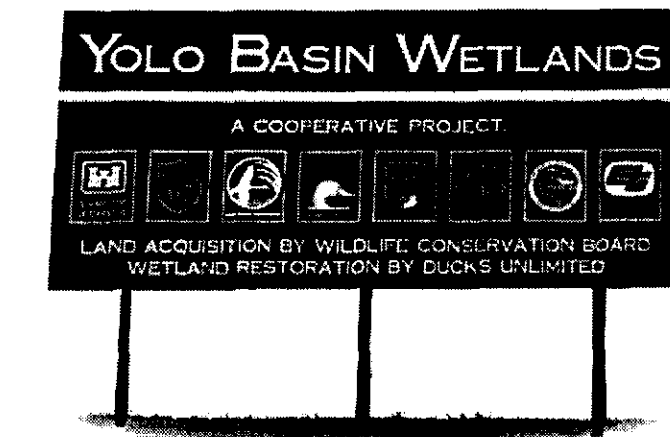 YOLO BASIN WETLANDS
A COOPERATIVE PROJECT
LAND ACQUISITION BY WILDLIFE CONSERVATION BOARD
WETLAND RESTORATION BY DUCKS UNLIMITED